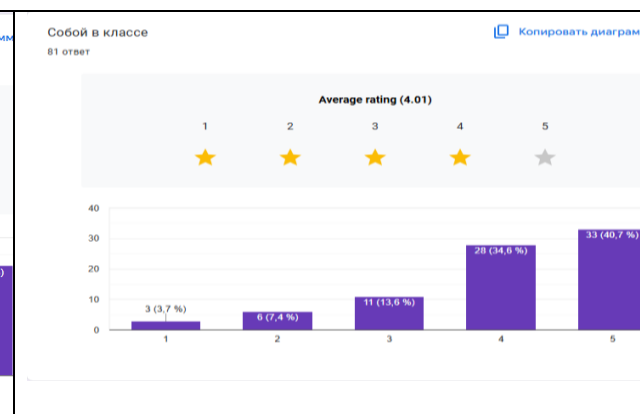 мм
Собой в классе
Копировать диаграм
81 ответ
Average rating (4.01)
1 2 3 4 5
40
30
20
10
0
)
3 (3,7 %)
6 (7,4 %)
11 (13,6 %)
28 (34,6 %)
33 (40,7 %)
1 2 3 4 5